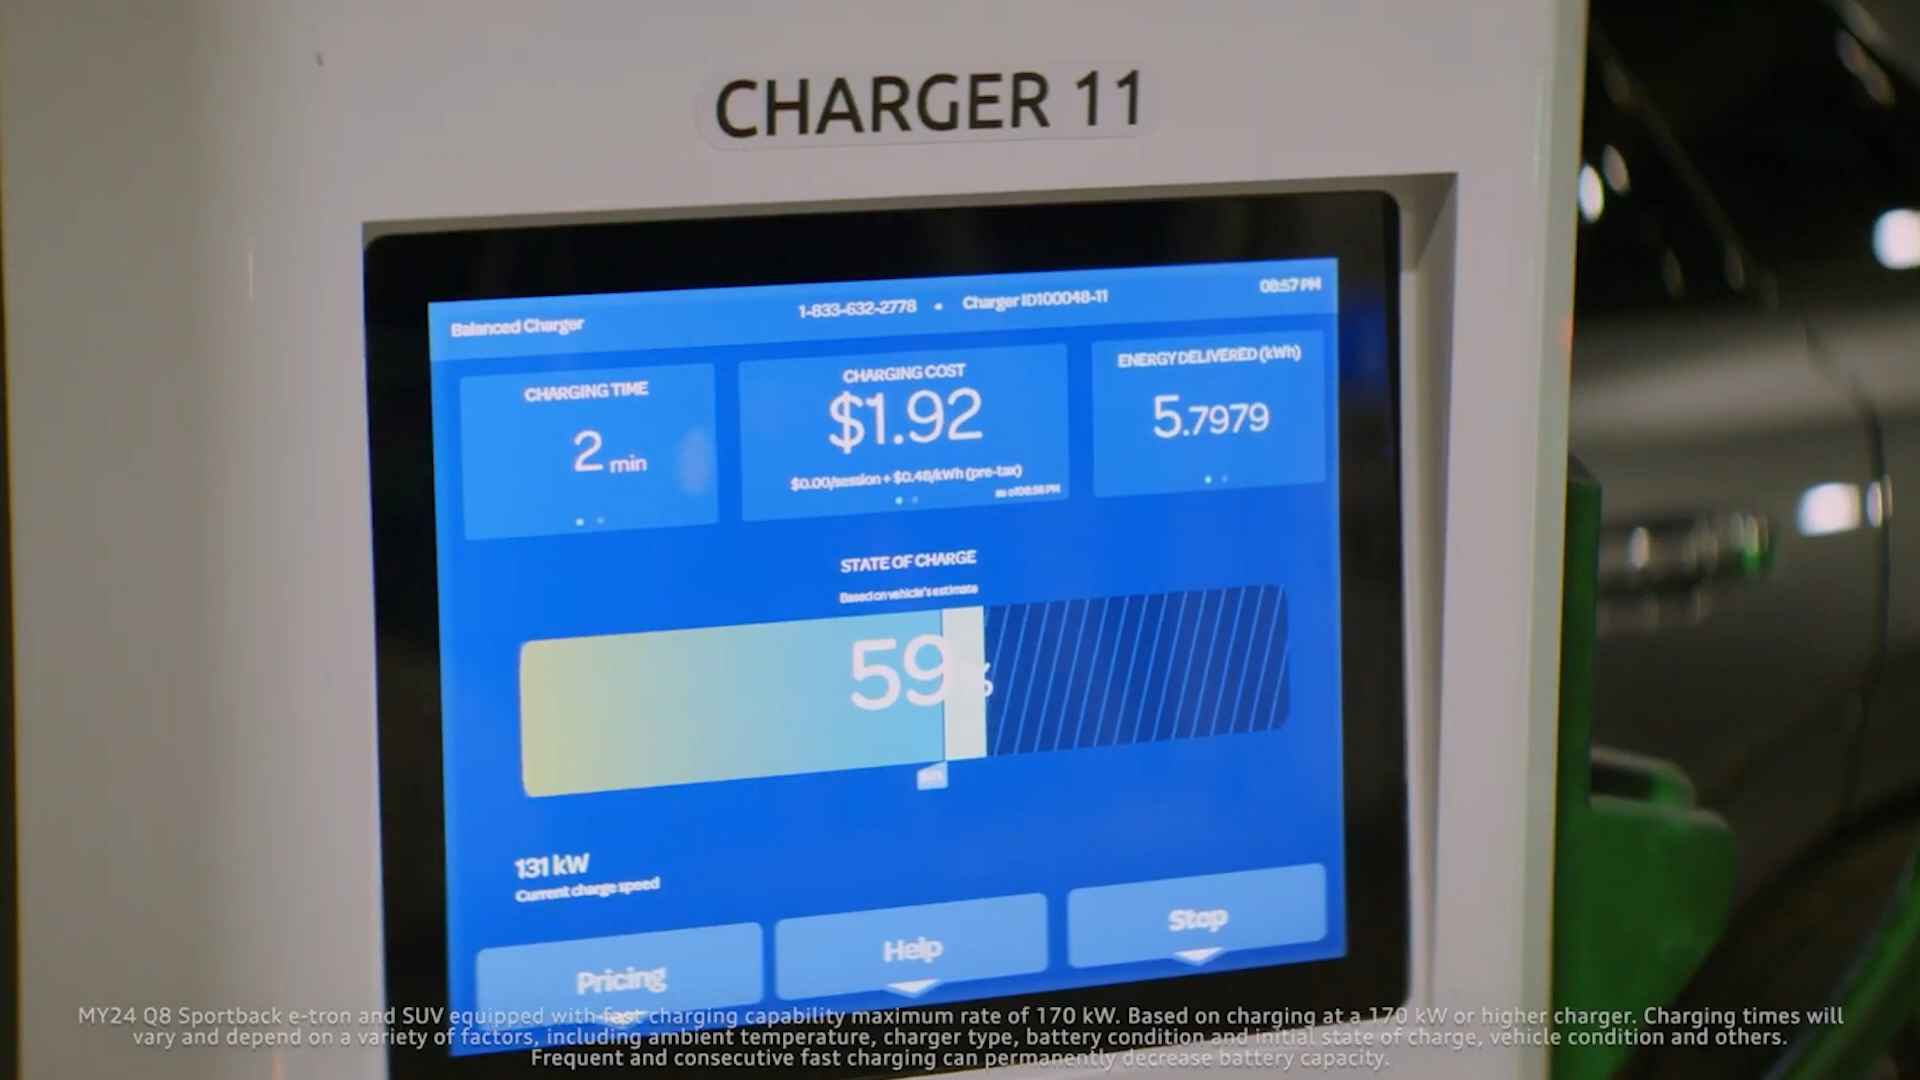 CHARGER 11
Balanced Charger
1-833-632-2778 • Charger ID100048-11
08:57 PM
CHARGING TIME
2 min
CHARGING COST
$1.92
$0.00/session + $0.48/kWh (pre-tax)
ENERGY DELIVERED (kWh)
5.7979
STATE OF CHARGE
Based on vehicle's estimate
59%
131 kW
Current charge speed
Pricing
Help
Stop
MY24 Q8 Sportback e-tron and SUV equipped with fast charging capability maximum rate of 170 kW. Based on charging at a 170 kW or higher charger. Charging times will
vary and depend on a variety of factors, including ambient temperature, charger type, battery condition and initial state of charge, vehicle condition and others.
Frequent and consecutive fast charging can permanently decrease battery capacity.